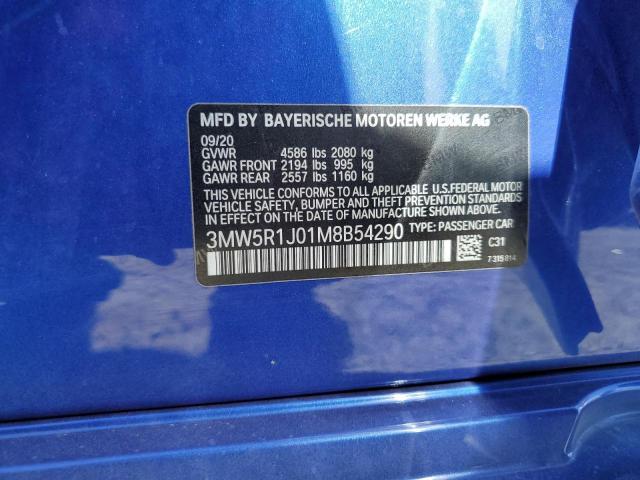 MFD BY BAYERISCHE MOTOREN WERKE AG
09/20
GVWR 4586 lbs 2080 kg
GAWR FRONT 2194 lbs 995 kg
GAWR REAR 2557 lbs 1160 kg
THIS VEHICLE CONFORMS TO ALL APPLICABLE U.S.FEDERAL MOTOR
VEHICLE SAFETY, BUMPER, AND THEFT PREVENTION STANDARDS
IN EFFECT ON THE DATE OF MANUFACTURE SHOWN ABOVE.
3MW5R1J01M8B54290 TYPE: PASSENGER CAR
C31
7315814